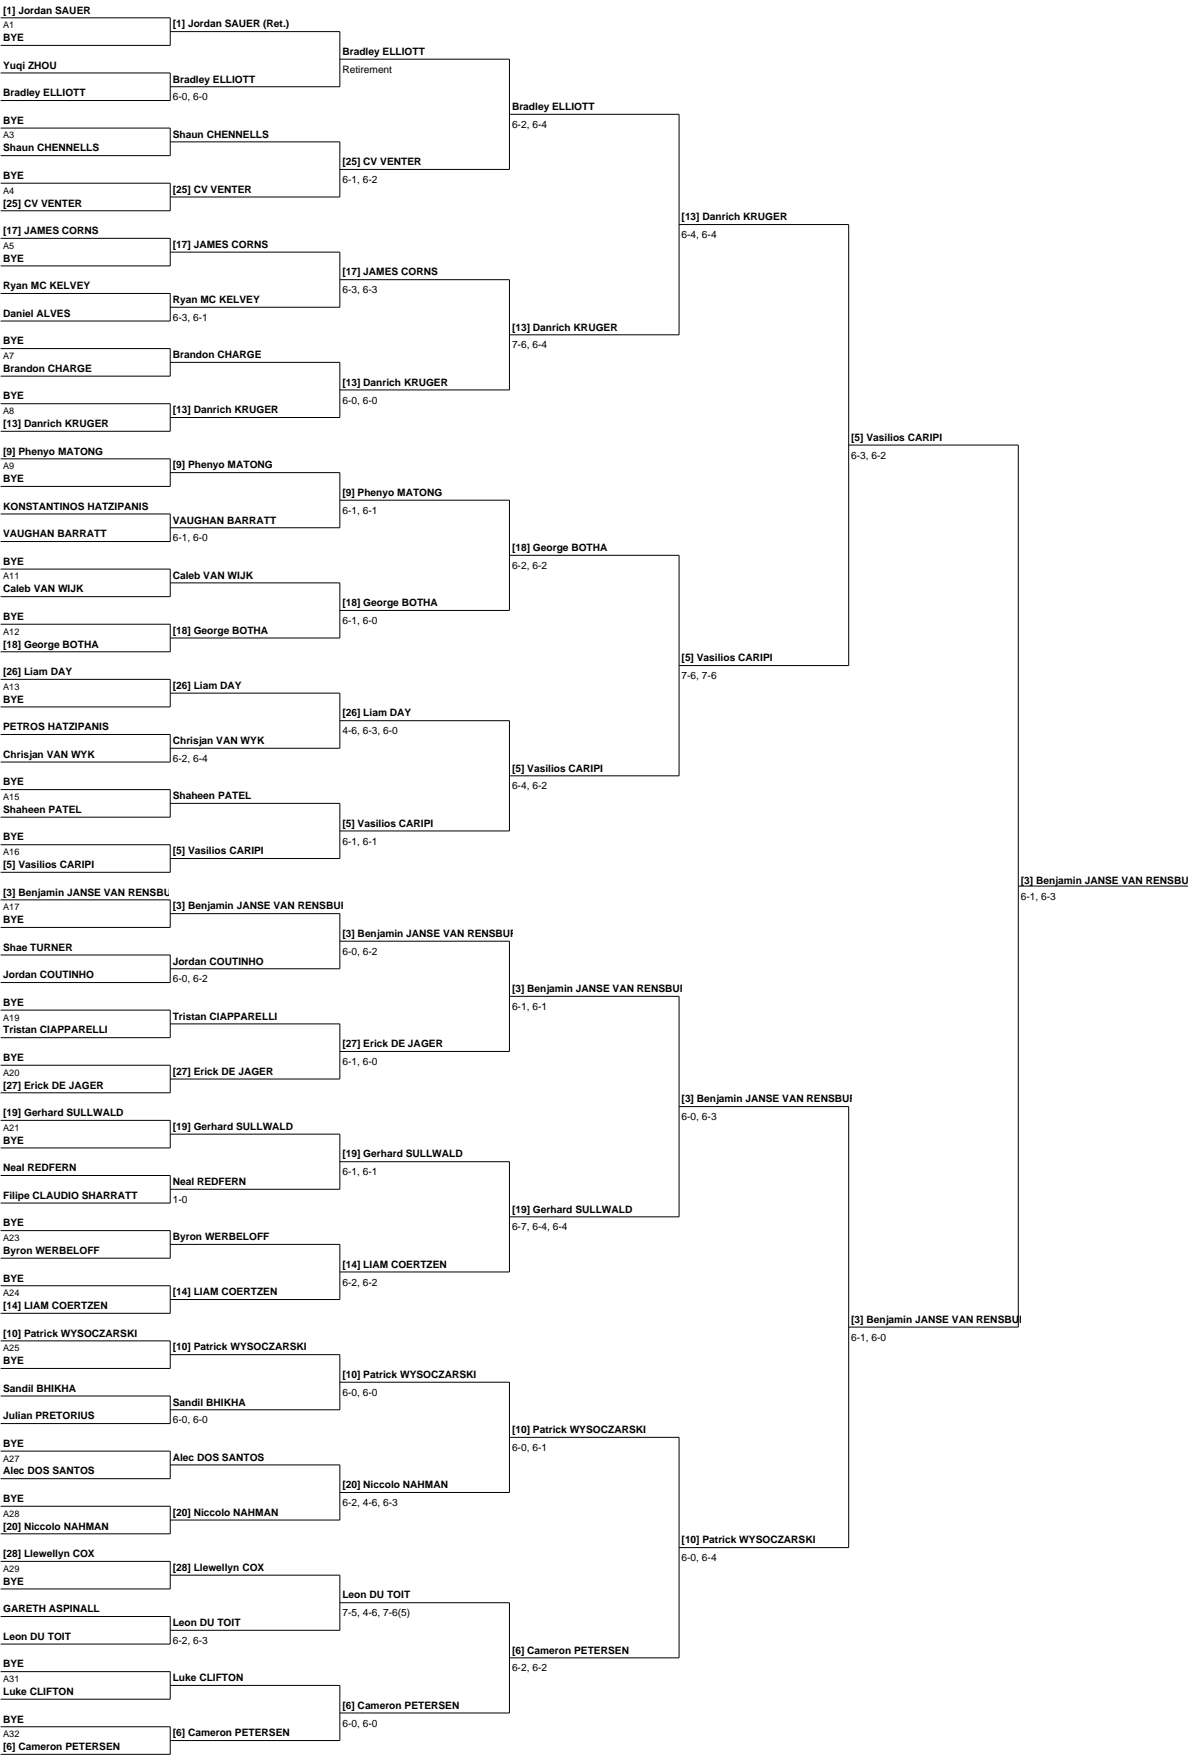 [1] Jordan SAUER
A1
BYE
[1] Jordan SAUER (Ret.)
Yuqi ZHOU
Bradley ELLIOTT
Bradley ELLIOTT
6-0, 6-0
Bradley ELLIOTT
Retirement
BYE
A3
Shaun CHENNELLS
Shaun CHENNELLS
BYE
A4
[25] CV VENTER
[25] CV VENTER
[25] CV VENTER
6-1, 6-2
Bradley ELLIOTT
6-2, 6-4
[17] JAMES CORNS
A5
BYE
[17] JAMES CORNS
Ryan MC KELVEY
Daniel ALVES
Ryan MC KELVEY
6-3, 6-1
[17] JAMES CORNS
6-3, 6-3
BYE
A7
Brandon CHARGE
Brandon CHARGE
BYE
A8
[13] Danrich KRUGER
[13] Danrich KRUGER
[13] Danrich KRUGER
6-0, 6-0
[13] Danrich KRUGER
7-6, 6-4
[13] Danrich KRUGER
6-4, 6-4
[9] Phenyo MATONG
A9
BYE
[9] Phenyo MATONG
KONSTANTINOS HATZIPANIS
VAUGHAN BARRATT
VAUGHAN BARRATT
6-1, 6-0
[9] Phenyo MATONG
6-1, 6-1
BYE
A11
Caleb VAN WIJK
Caleb VAN WIJK
BYE
A12
[18] George BOTHA
[18] George BOTHA
[18] George BOTHA
6-1, 6-0
[18] George BOTHA
6-2, 6-2
[26] Liam DAY
A13
BYE
[26] Liam DAY
PETROS HATZIPANIS
Chrisjan VAN WYK
Chrisjan VAN WYK
6-2, 6-4
[26] Liam DAY
4-6, 6-3, 6-0
BYE
A15
Shaheen PATEL
Shaheen PATEL
BYE
A16
[5] Vasilios CARIPI
[5] Vasilios CARIPI
[5] Vasilios CARIPI
6-1, 6-1
[5] Vasilios CARIPI
6-4, 6-2
[5] Vasilios CARIPI
7-6, 7-6
[5] Vasilios CARIPI
6-3, 6-2
[3] Benjamin JANSE VAN RENSBU
A17
BYE
[3] Benjamin JANSE VAN RENSBU
Shae TURNER
Jordan COUTINHO
Jordan COUTINHO
6-0, 6-2
[3] Benjamin JANSE VAN RENSBU
6-0, 6-2
BYE
A19
Tristan CIAPPARELLI
Tristan CIAPPARELLI
BYE
A20
[27] Erick DE JAGER
[27] Erick DE JAGER
[27] Erick DE JAGER
6-1, 6-0
[3] Benjamin JANSE VAN RENSBU
6-1, 6-1
[19] Gerhard SULLWALD
A21
BYE
[19] Gerhard SULLWALD
Neal REDFERN
Filipe CLAUDIO SHARRATT
Neal REDFERN
1-0
[19] Gerhard SULLWALD
6-1, 6-1
BYE
A23
Byron WERBELOFF
Byron WERBELOFF
BYE
A24
[14] LIAM COERTZEN
[14] LIAM COERTZEN
[14] LIAM COERTZEN
6-2, 6-2
[19] Gerhard SULLWALD
6-7, 6-4, 6-4
[3] Benjamin JANSE VAN RENSBU
6-0, 6-3
[10] Patrick WYSOCZARSKI
A25
BYE
[10] Patrick WYSOCZARSKI
Sandil BHIKHA
Julian PRETORIUS
Sandil BHIKHA
6-0, 6-0
[10] Patrick WYSOCZARSKI
6-0, 6-0
BYE
A27
Alec DOS SANTOS
Alec DOS SANTOS
BYE
A28
[20] Niccolo NAHMAN
[20] Niccolo NAHMAN
[20] Niccolo NAHMAN
6-2, 4-6, 6-3
[10] Patrick WYSOCZARSKI
6-0, 6-1
[28] Llewellyn COX
A29
BYE
[28] Llewellyn COX
GARETH ASPINALL
Leon DU TOIT
Leon DU TOIT
6-2, 6-3
Leon DU TOIT
7-5, 4-6, 7-6(5)
BYE
A31
Luke CLIFTON
Luke CLIFTON
BYE
A32
[6] Cameron PETERSEN
[6] Cameron PETERSEN
[6] Cameron PETERSEN
6-0, 6-0
[6] Cameron PETERSEN
6-2, 6-2
[10] Patrick WYSOCZARSKI
6-0, 6-4
[3] Benjamin JANSE VAN RENSBU
6-1, 6-0
[3] Benjamin JANSE VAN RENSBU
6-1, 6-3